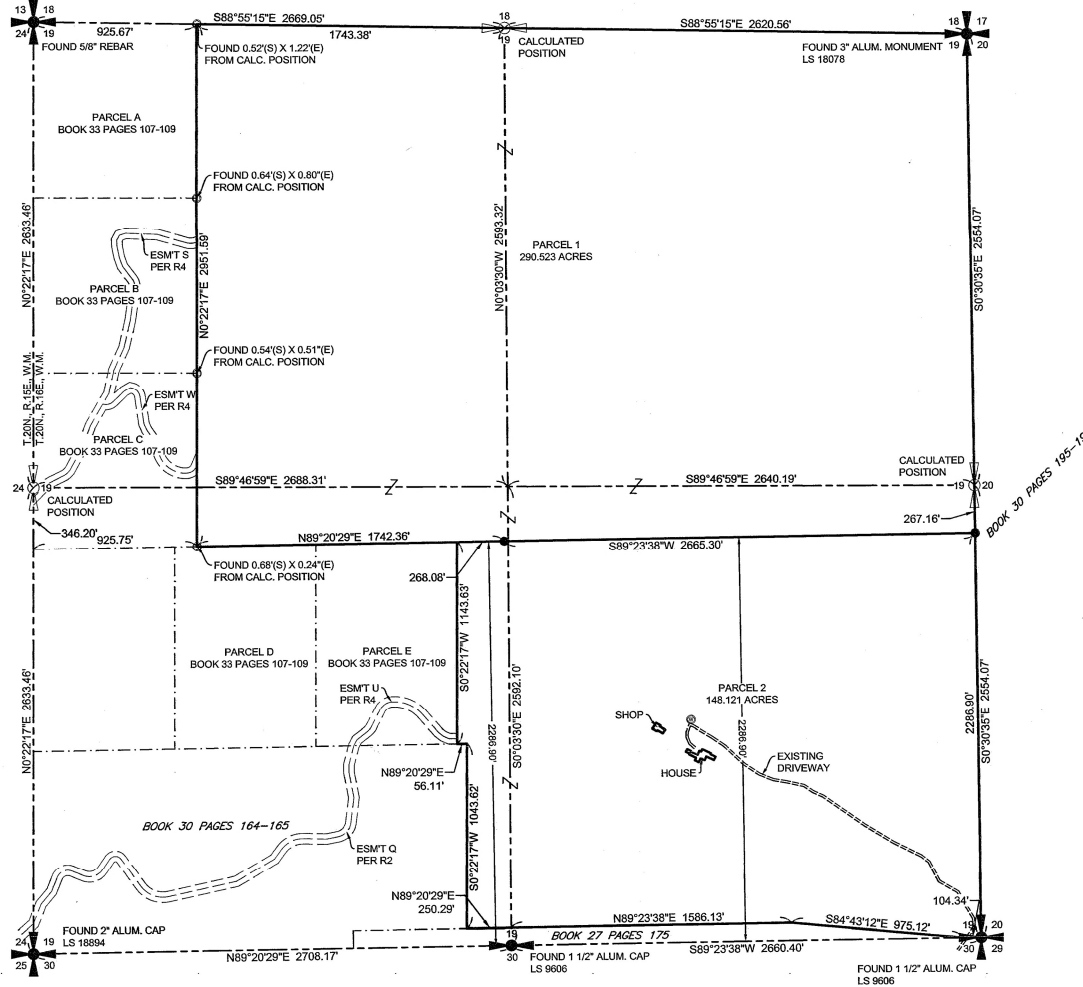 13 18
24 19
925.67'
S88°55'15"E 2669.05'
1743.38'
18
19
S88°55'15"E 2620.56'
18 17
19 20
FOUND 5/8" REBAR
FOUND 0.52'(S) X 1.22'(E)
FROM CALC. POSITION
CALCULATED
POSITION
FOUND 3" ALUM. MONUMENT
LS 18078
PARCEL A
BOOK 33 PAGES 107-109
FOUND 0.64'(S) X 0.80"(E)
FROM CALC. POSITION
N0°22'17"E 2633.46'
ESM'T S
PER R4
N0°22'17"E 2951.59'
Z
N0°03'30"W 2593.32'
PARCEL 1
290.523 ACRES
S0°30'35"E 2554.07'
PARCEL B
BOOK 33 PAGES 107-109
FOUND 0.54'(S) X 0.51"(E)
FROM CALC. POSITION
T.20N., R.15E., W.M.
T.20N., R.16E., W.M.
ESM'T W
PER R4
PARCEL C
BOOK 33 PAGES 107-109
24 19
CALCULATED
POSITION
S89°46'59"E 2688.31'
Z
Z
S89°46'59"E 2640.19'
CALCULATED
POSITION
19 20
267.16'
346.20'
925.75'
Z
N89°20'29"E 1742.36'
S89°23'38"W 2665.30'
FOUND 0.68'(S) X 0.24"(E)
FROM CALC. POSITION
268.08'
S0°22'17"W 1143.63'
PARCEL D
BOOK 33 PAGES 107-109
PARCEL E
BOOK 33 PAGES 107-109
ESM'T U
PER R4
N0°22'17"E 2633.46'
2286.90'
S0°03'30"E 2592.10'
Z
PARCEL 2
148.121 ACRES
2286.90'
SHOP
HOUSE
EXISTING
DRIVEWAY
2286.90'
S0°30'35"E 2554.07'
N89°20'29"E
56.11'
BOOK 30 PAGES 164-165
ESM'T Q
PER R2
S0°22'17"W 1043.62'
N89°20'29"E
250.29'
104.34'
N89°23'38"E 1586.13'
S84°43'12"E 975.12'
FOUND 2" ALUM. CAP
LS 18894
24 19
25 30
N89°20'29"E 2708.17'
19
30
BOOK 27 PAGES 175
S89°23'38"W 2660.40'
19 20
30 29
FOUND 1 1/2" ALUM. CAP
LS 9606
FOUND 1 1/2" ALUM. CAP
LS 9606